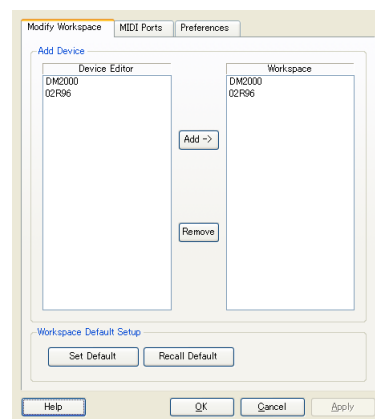 Modify Workspace MIDI Ports Preferences
Add Device
Device Editor Workspace
DM2000 DM2000
02R96 02R96
Add ->
Remove
Workspace Default Setup
Set Default Recall Default
Help OK Cancel Apply